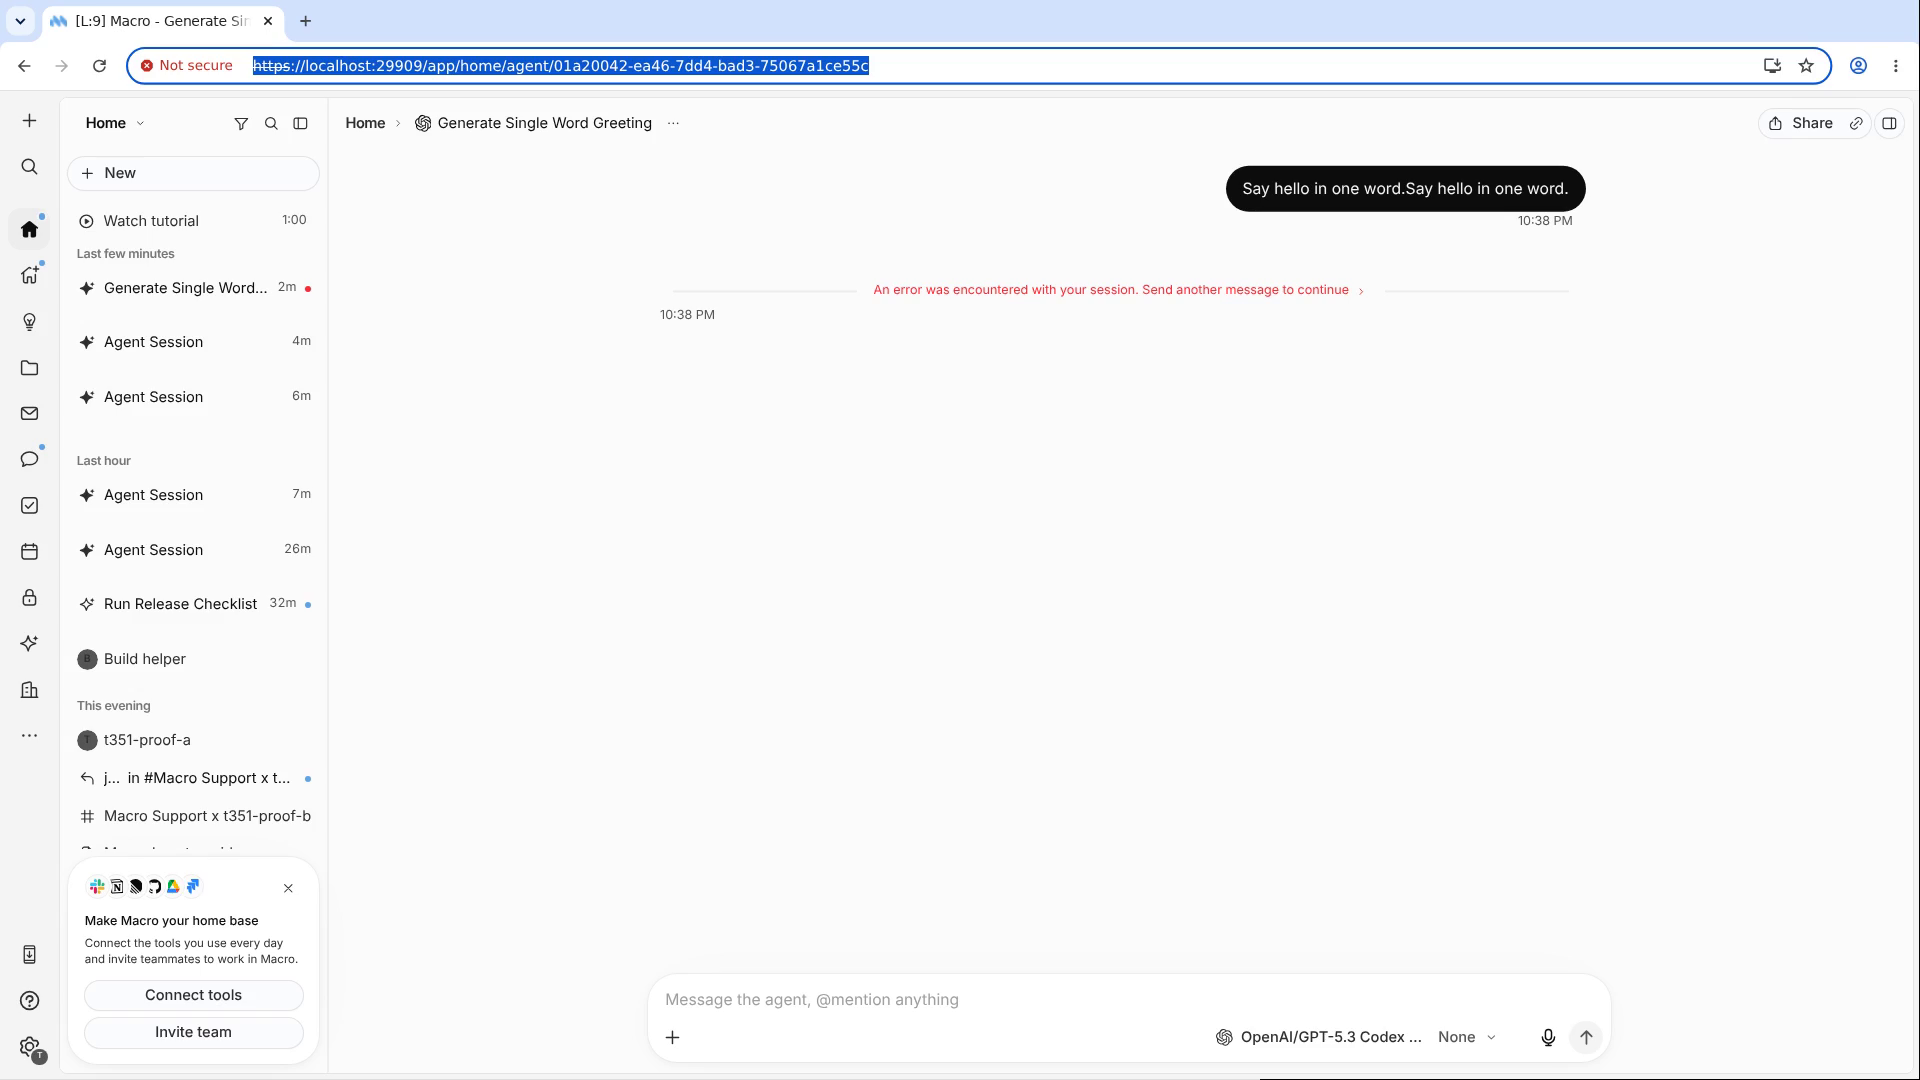 [L:9] Macro - Generate Sin
Not secure
https://localhost:29909/app/home/agent/01a20042-ea46-7dd4-bad3-75067a1ce55c
Home
Home
Generate Single Word Greeting
Share
New
Watch tutorial
1:00
Last few minutes
Generate Single Word...
2m
Agent Session
4m
Agent Session
6m
Last hour
Agent Session
7m
Agent Session
26m
Run Release Checklist
32m
B
Build helper
This evening
T
t351-proof-a
j... in #Macro Support x t...
Macro Support x t351-proof-b
Make Macro your home base
Connect the tools you use every day
and invite teammates to work in Macro.
Connect tools
Invite team
T
Say hello in one word.Say hello in one word.
10:38 PM
An error was encountered with your session. Send another message to continue
10:38 PM
Message the agent, @mention anything
OpenAI/GPT-5.3 Codex ...
None